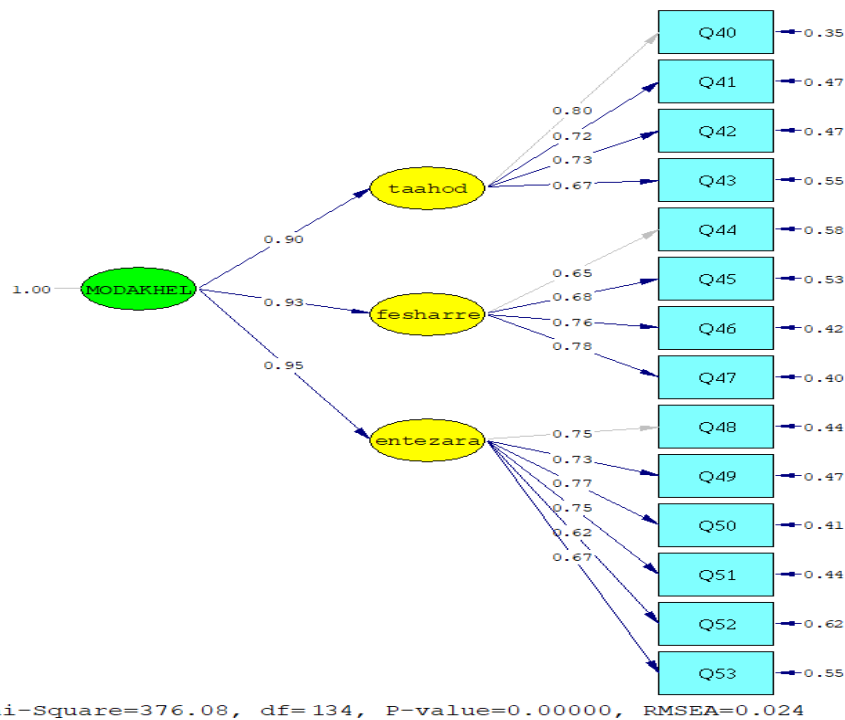 Q40 0.35
Q41 0.47
0.80
0.72
Q42 0.47
0.73
taahod
0.67
Q43 0.55
0.90
Q44 0.58
0.65
1.00 MODAKHEL
0.93
fesharre
0.68
Q45 0.53
0.76
Q46 0.42
0.78
0.95
Q47 0.40
entezara
0.75
Q48 0.44
0.73
Q49 0.47
0.77
0.75
Q50 0.41
0.62
0.67
Q51 0.44
Q52 0.62
Q53 0.55
i-Square=376.08, df=134, P-value=0.00000, RMSEA=0.024